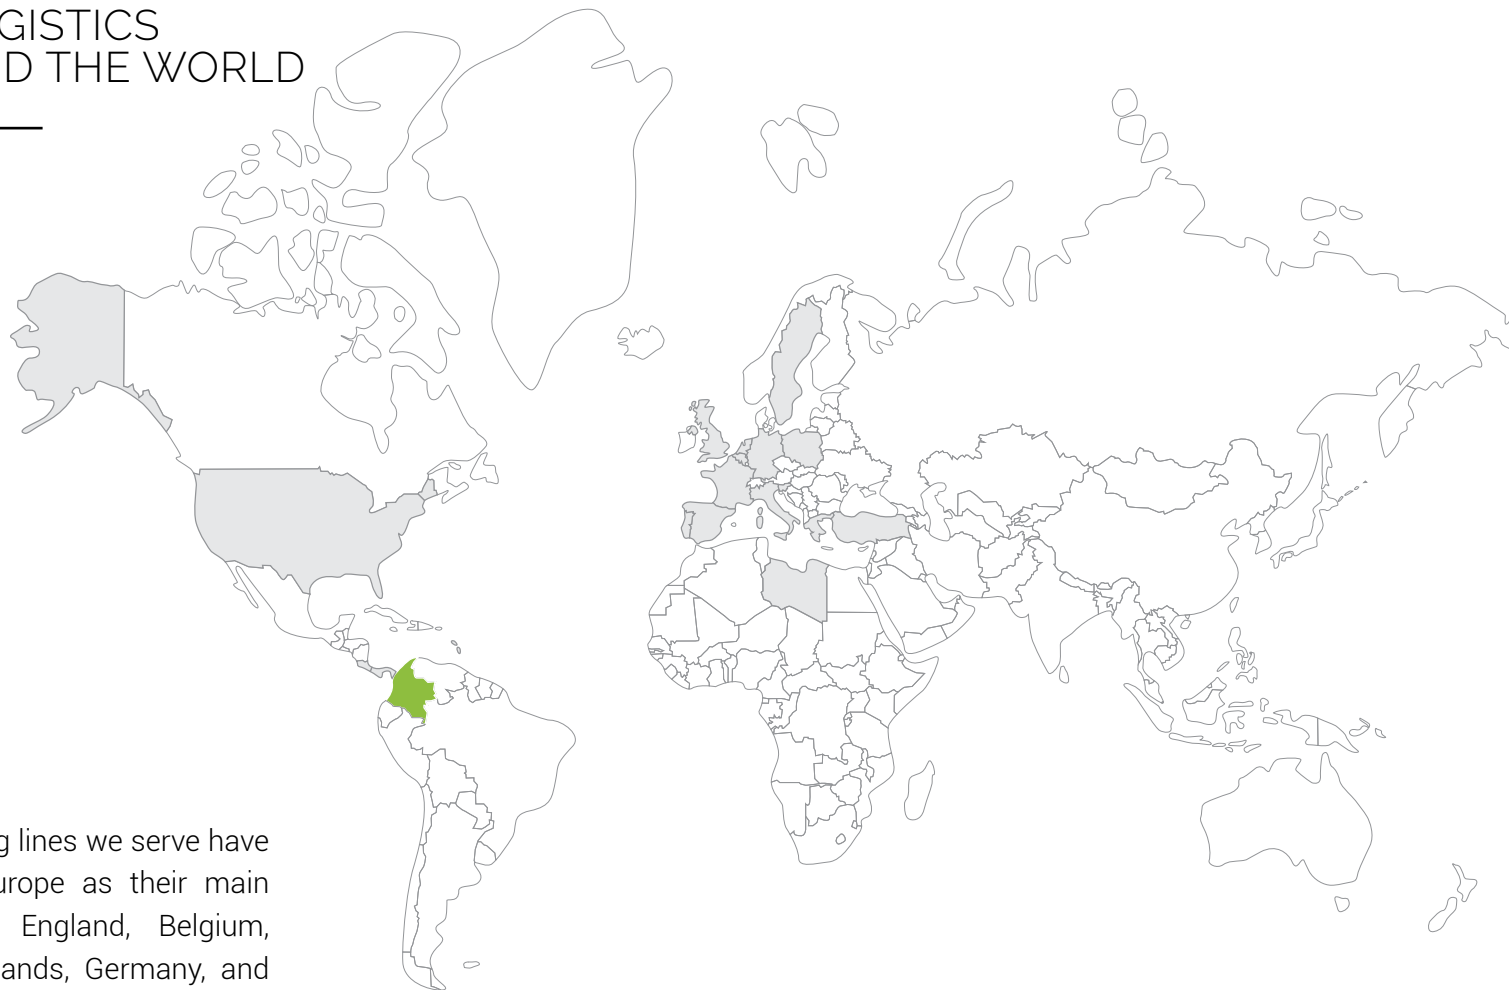 GISTICS
D THE WORLD
g lines we serve have
urope as their main
England, Belgium,
ands, Germany, and